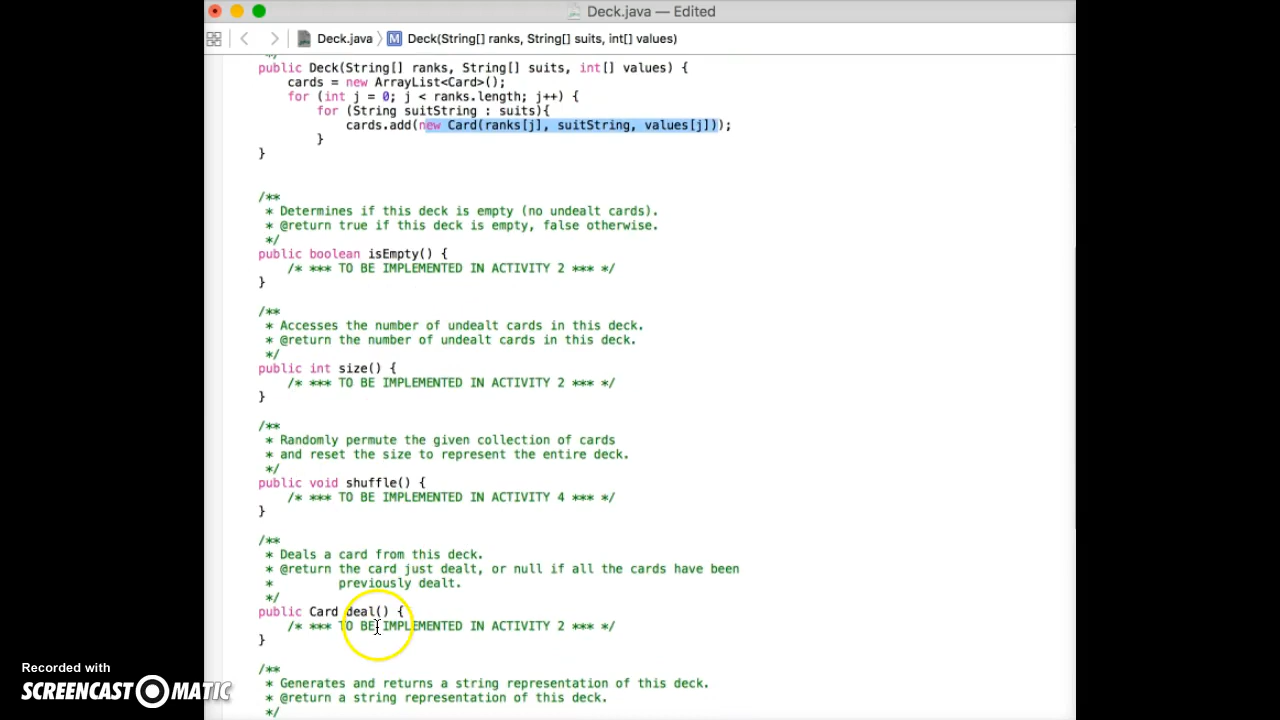 Deck.java — Edited
Deck.java 〉 M Deck(String[] ranks, String[] suits, int[] values)
*/
public Deck(String[] ranks, String[] suits, int[] values) {
cards = new ArrayList<Card>();
for (int j = 0; j < ranks.length; j++) {
for (String suitString : suits){
cards.add(new Card(ranks[j], suitString, values[j]));
}
}
/**
* Determines if this deck is empty (no undealt cards).
* @return true if this deck is empty, false otherwise.
*/
public boolean isEmpty() {
/* *** TO BE IMPLEMENTED IN ACTIVITY 2 *** */
}
/**
* Accesses the number of undealt cards in this deck.
* @return the number of undealt cards in this deck.
*/
public int size() {
/* *** TO BE IMPLEMENTED IN ACTIVITY 2 *** */
}
/**
* Randomly permute the given collection of cards
* and reset the size to represent the entire deck.
*/
public void shuffle() {
/* *** TO BE IMPLEMENTED IN ACTIVITY 4 *** */
}
/**
* Deals a card from this deck.
* @return the card just dealt, or null if all the cards have been
* previously dealt.
*/
public Card deal() {
/* *** TO BE IMPLEMENTED IN ACTIVITY 2 *** */
}
/**
* Generates and returns a string representation of this deck.
* @return a string representation of this deck.
*/
Recorded with
SCREENCAST O MATIC